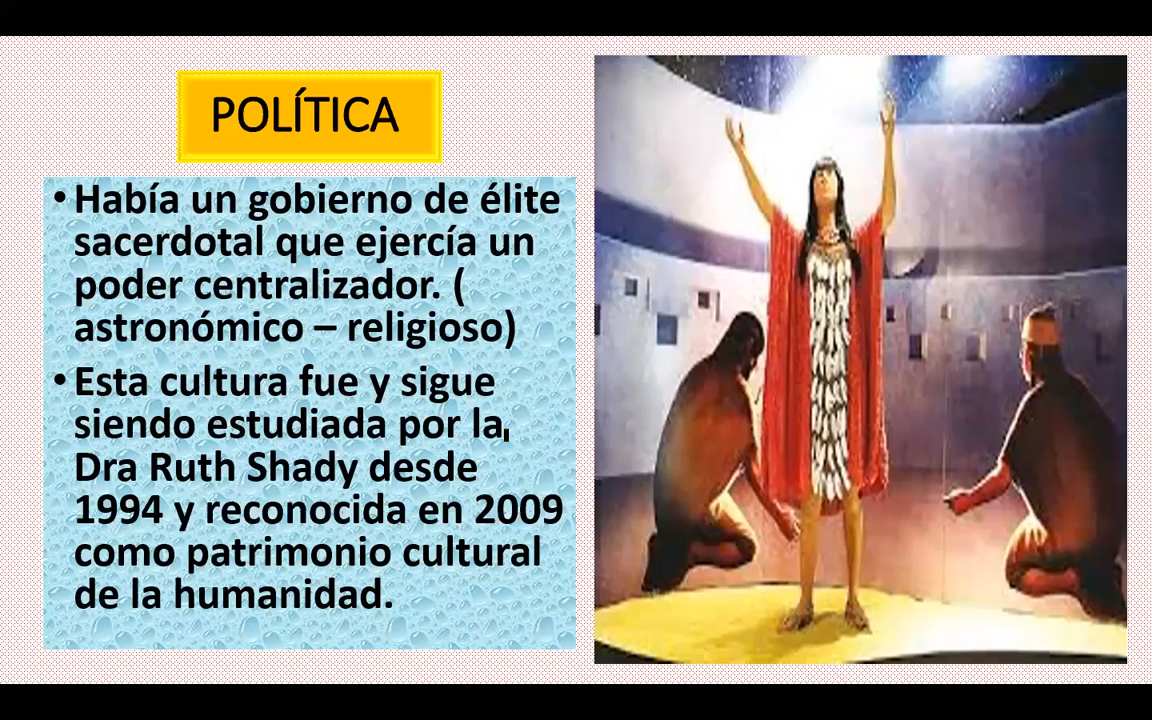 POLÍTICA
• Había un gobierno de élite
sacerdotal que ejercía un
poder centralizador. (
astronómico – religioso)
• Esta cultura fue y sigue
siendo estudiada por la
Dra Ruth Shady desde
1994 y reconocida en 2009
como patrimonio cultural
de la humanidad.